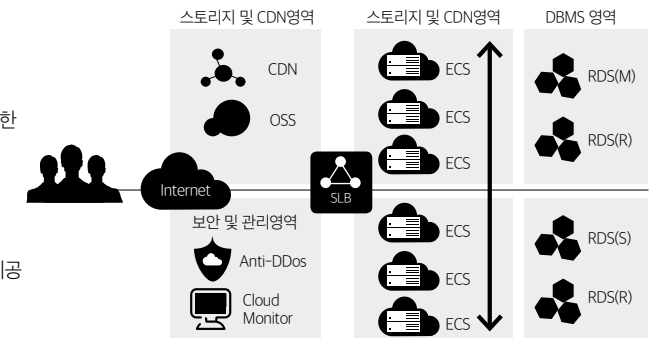 스토리지 및 CDN영역
CDN
OSS
한
Internet
보안 및 관리영역
Anti-DDos
Cloud
Monitor
공
SLB
스토리지 및 CDN영역
ECS
ECS
ECS
ECS
ECS
ECS
DBMS 영역
RDS(M)
RDS(R)
RDS(S)
RDS(R)